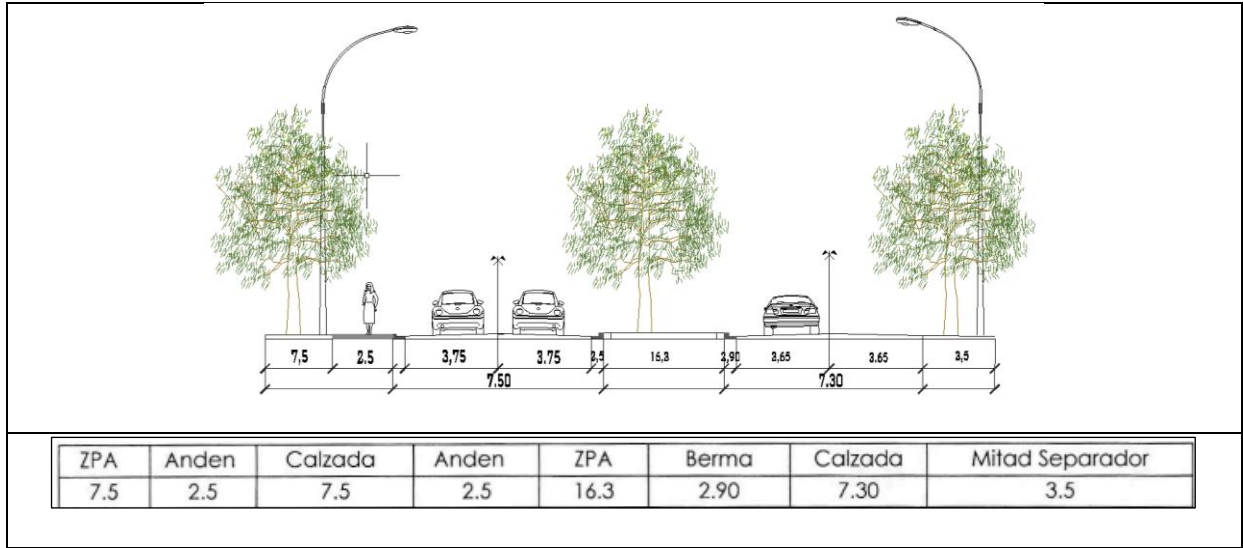 7,5 2.5 3,75 3.75 2,5 16,3 2,90 3,65 3.65 3,5
7.50 7.30
ZPA Anden Calzada Anden ZPA Berma Calzada Mitad Separador
7.5 2.5 7.5 2.5 16.3 2.90 7.30 3.5